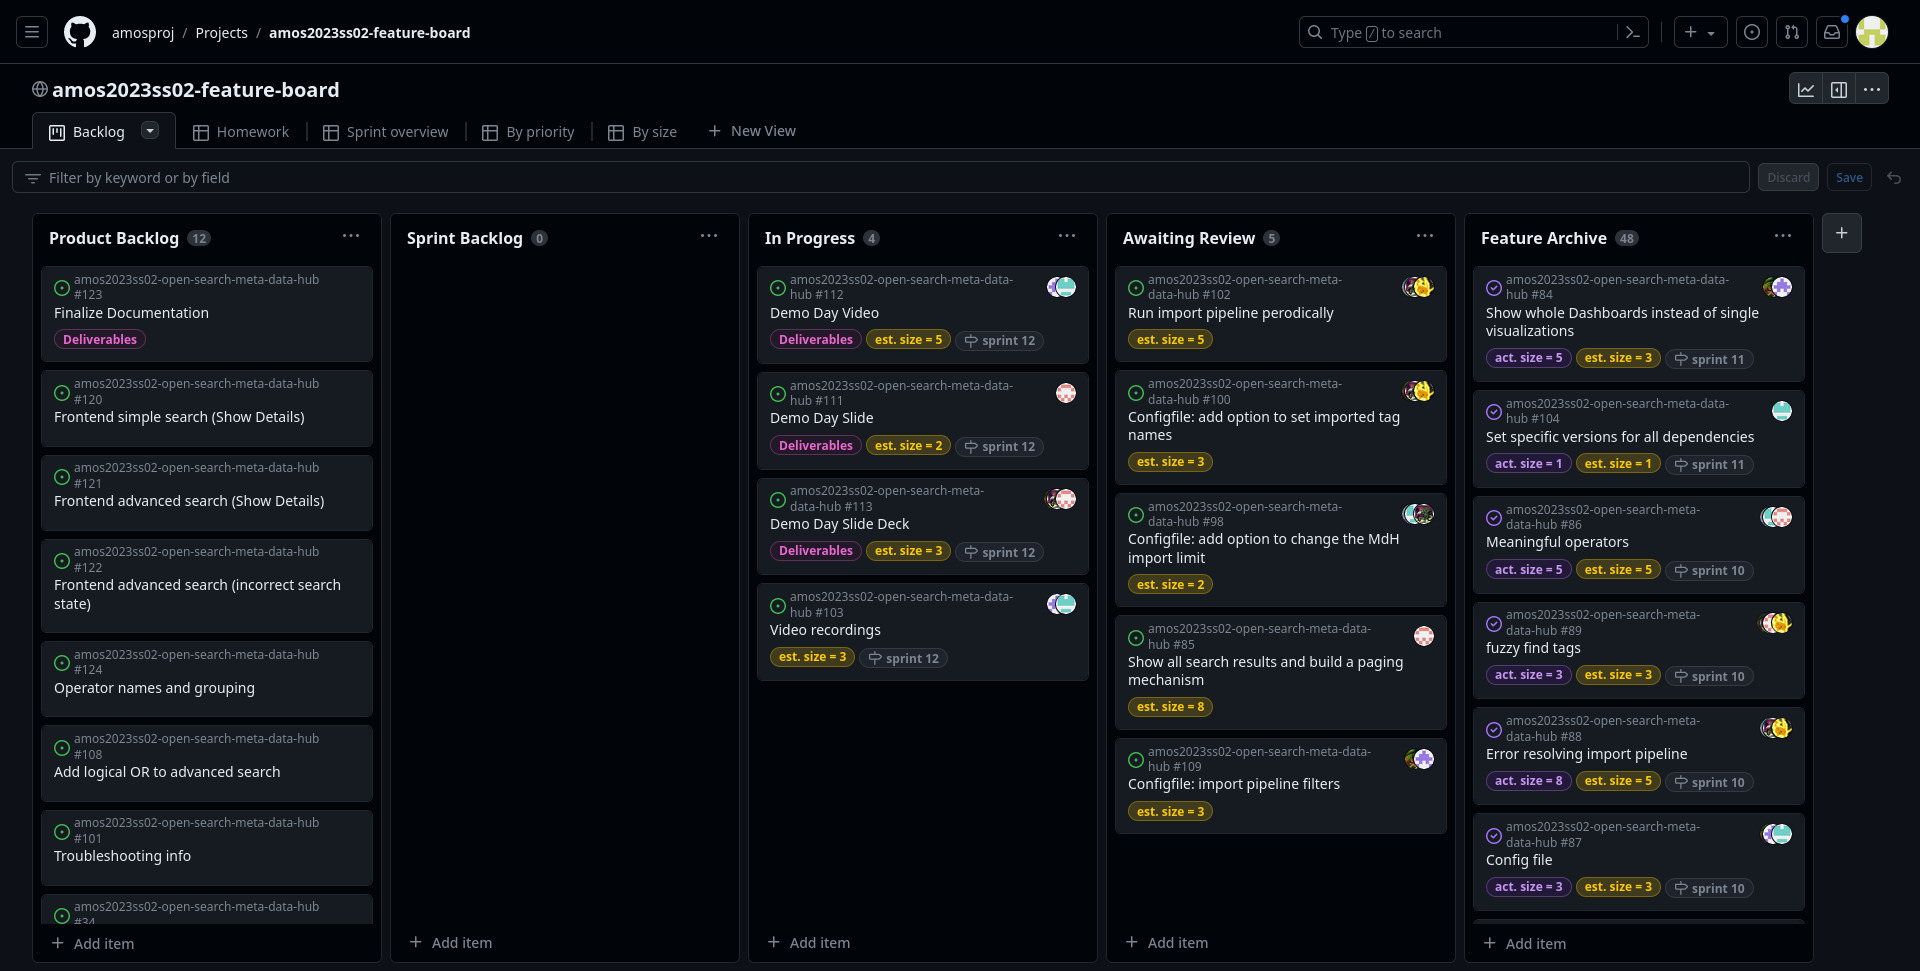 amosproj / Projects / amos2023ss02-feature-board
Type / to search
amos2023ss02-feature-board
Backlog
Homework
Sprint overview
By priority
By size
New View
Filter by keyword or by field
Discard
Save
Product Backlog 12
amos2023ss02-open-search-meta-data-hub
#123
Finalize Documentation
Deliverables
amos2023ss02-open-search-meta-data-hub
#120
Frontend simple search (Show Details)
amos2023ss02-open-search-meta-data-hub
#121
Frontend advanced search (Show Details)
amos2023ss02-open-search-meta-data-hub
#122
Frontend advanced search (incorrect search
state)
amos2023ss02-open-search-meta-data-hub
#124
Operator names and grouping
amos2023ss02-open-search-meta-data-hub
#108
Add logical OR to advanced search
amos2023ss02-open-search-meta-data-hub
#101
Troubleshooting info
amos2023ss02-open-search-meta-data-hub
#34
Add item
Sprint Backlog 0
Add item
In Progress 4
amos2023ss02-open-search-meta-data-
hub #112
Demo Day Video
Deliverables est. size = 5 sprint 12
amos2023ss02-open-search-meta-data-
hub #111
Demo Day Slide
Deliverables est. size = 2 sprint 12
amos2023ss02-open-search-meta-
data-hub #113
Demo Day Slide Deck
Deliverables est. size = 3 sprint 12
amos2023ss02-open-search-meta-data-
hub #103
Video recordings
est. size = 3 sprint 12
Add item
Awaiting Review 5
amos2023ss02-open-search-meta-
data-hub #102
Run import pipeline perodically
est. size = 5
amos2023ss02-open-search-meta-
data-hub #100
Configfile: add option to set imported tag
names
est. size = 3
amos2023ss02-open-search-meta-
data-hub #98
Configfile: add option to change the MdH
import limit
est. size = 2
amos2023ss02-open-search-meta-data-
hub #85
Show all search results and build a paging
mechanism
est. size = 8
amos2023ss02-open-search-meta-data-
hub #109
Configfile: import pipeline filters
est. size = 3
Add item
Feature Archive 48
amos2023ss02-open-search-meta-data-
hub #84
Show whole Dashboards instead of single
visualizations
act. size = 5 est. size = 3 sprint 11
amos2023ss02-open-search-meta-data-
hub #104
Set specific versions for all dependencies
act. size = 1 est. size = 1 sprint 11
amos2023ss02-open-search-meta-
data-hub #86
Meaningful operators
act. size = 5 est. size = 5 sprint 10
amos2023ss02-open-search-meta-
data-hub #89
fuzzy find tags
act. size = 3 est. size = 3 sprint 10
amos2023ss02-open-search-meta-
data-hub #88
Error resolving import pipeline
act. size = 8 est. size = 5 sprint 10
amos2023ss02-open-search-meta-
data-hub #87
Config file
act. size = 3 est. size = 3 sprint 10
Add item